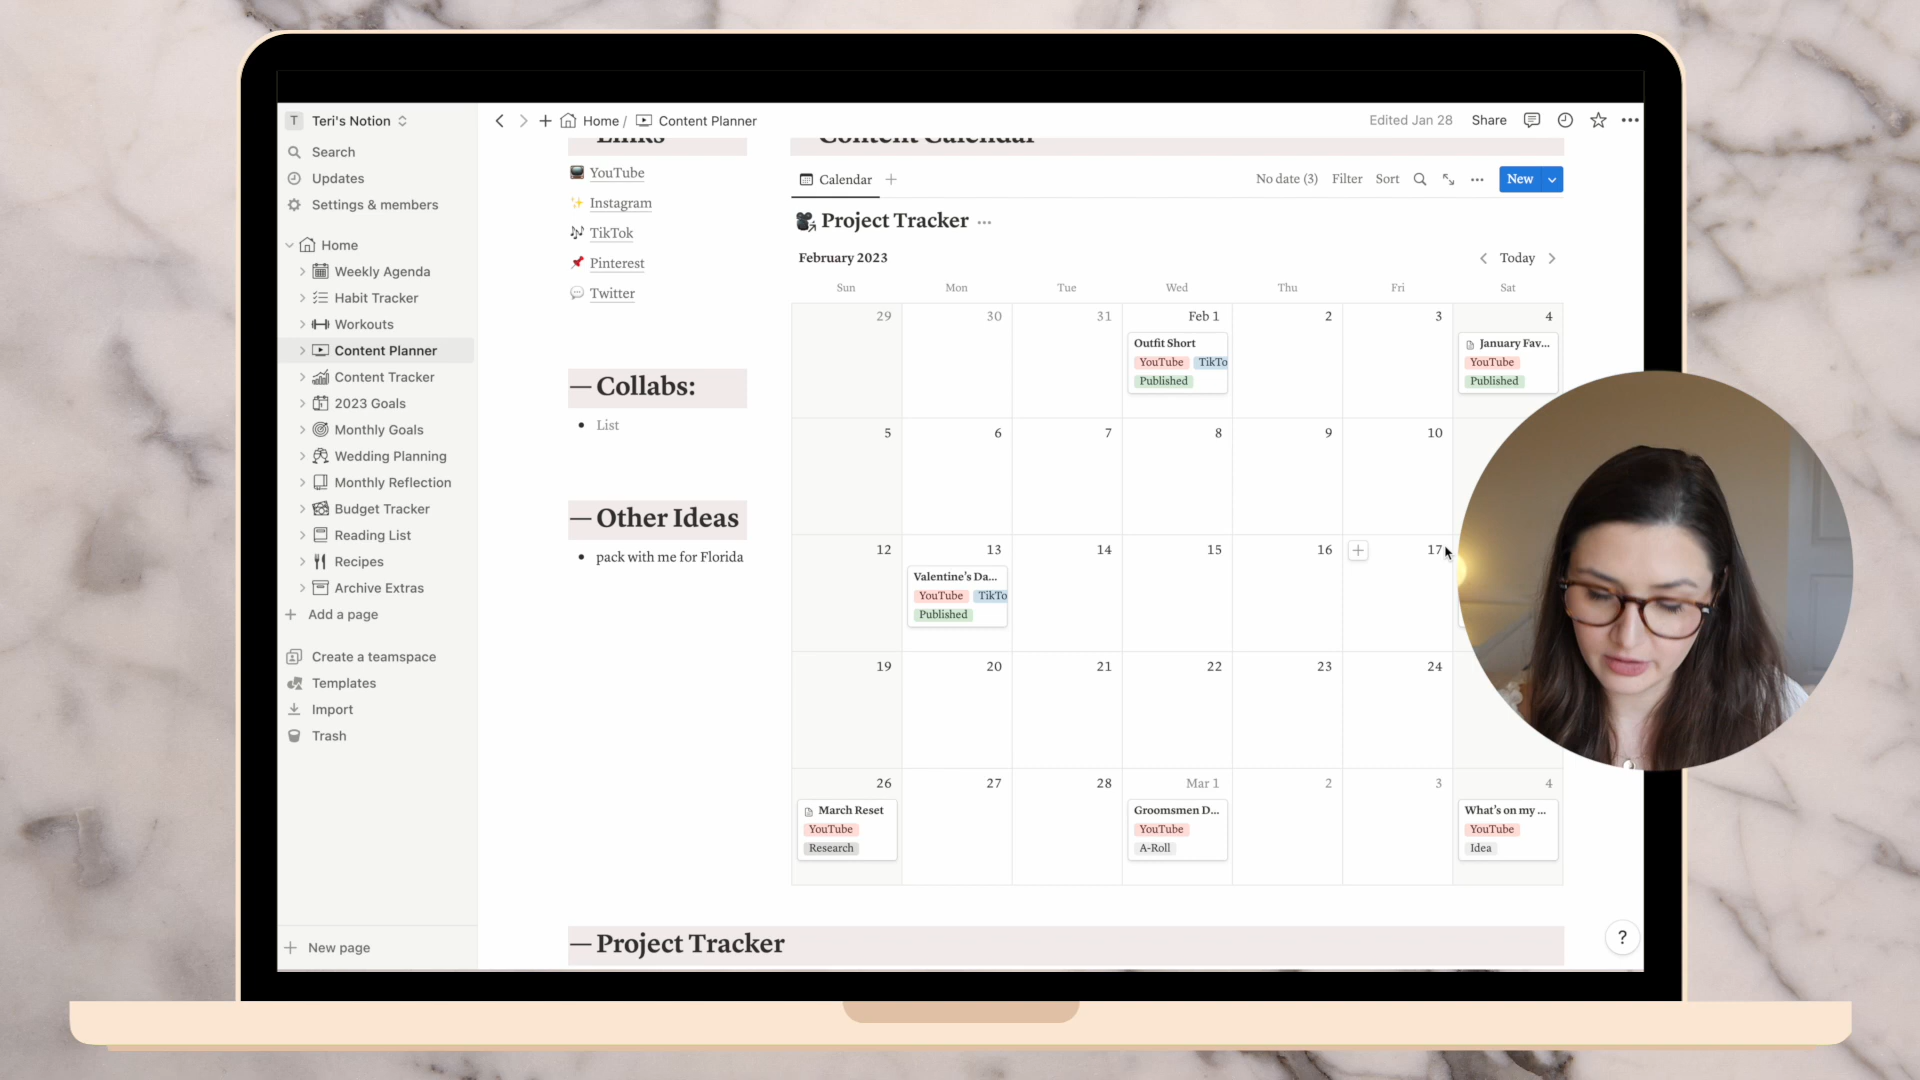 T Teri's Notion
Search
Updates
Settings & members
Home
Weekly Agenda
Habit Tracker
Workouts
Content Planner
Content Tracker
2023 Goals
Monthly Goals
Wedding Planning
Monthly Reflection
Budget Tracker
Reading List
Recipes
Archive Extras
Add a page
Create a teamspace
Templates
Import
Trash
New page
Home / Content Planner
Edited Jan 28 Share
Links
YouTube
Instagram
TikTok
Pinterest
Twitter
— Collabs:
• List
— Other Ideas
• pack with me for Florida
Content Calendar
Calendar
No date (3) Filter Sort New
Project Tracker
February 2023
Today
Sun Mon Tue Wed Thu Fri Sat
29 30 31 Feb 1 2 3 4
Outfit Short
YouTube TikTo
Published
January Fav...
YouTube
Published
5 6 7 8 9 10
12 13 14 15 16 17
Valentine's Da...
YouTube TikTo
Published
19 20 21 22 23 24
26 27 28 Mar 1 2 3 4
March Reset
YouTube
Research
Groomsmen D...
YouTube
A-Roll
What's on my ...
YouTube
Idea
— Project Tracker
?